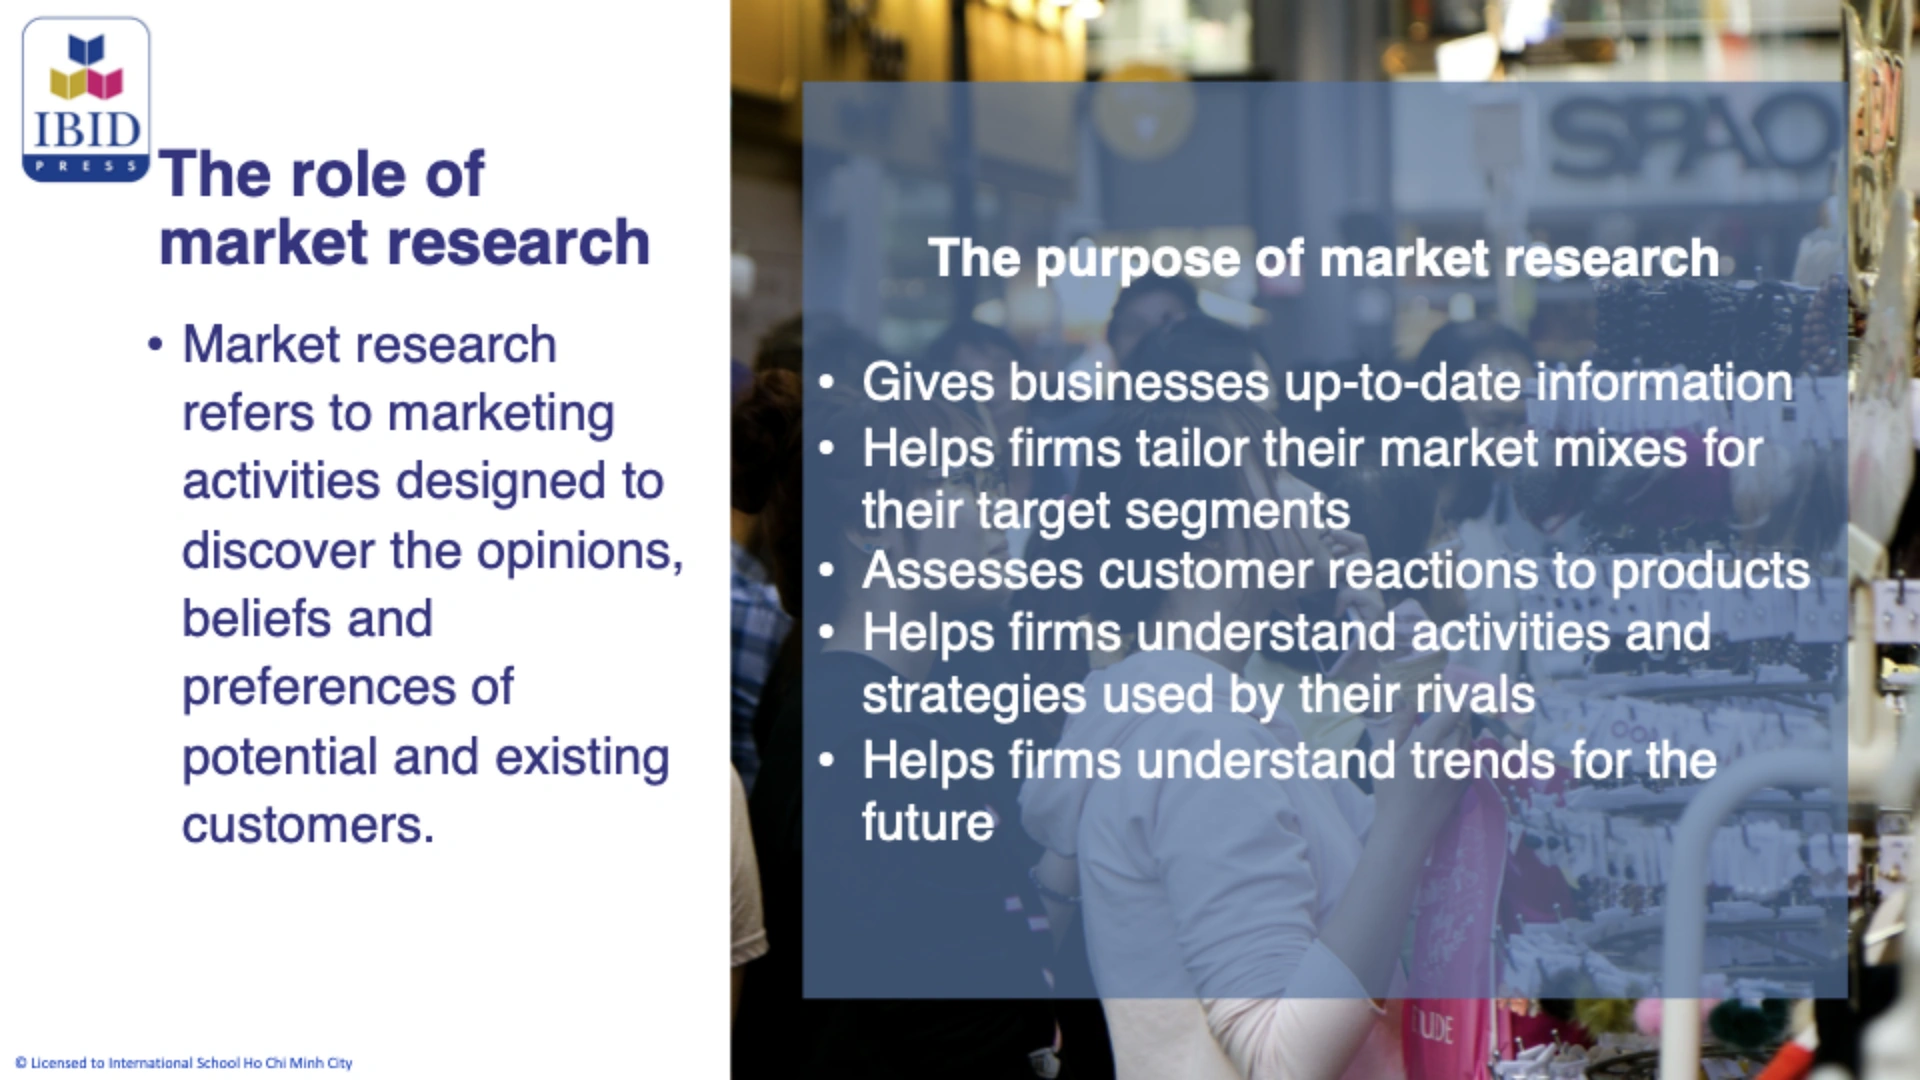 IBID
PRESS
The role of
market research
• Market research
refers to marketing
activities designed to
discover the opinions,
beliefs and
preferences of
potential and existing
customers.
SPAO
The purpose of market research
• Gives businesses up-to-date information
• Helps firms tailor their market mixes for
their target segments
• Assesses customer reactions to products
• Helps firms understand activities and
strategies used by their rivals
• Helps firms understand trends for the
future
© Licensed to International School Ho Chi Minh City